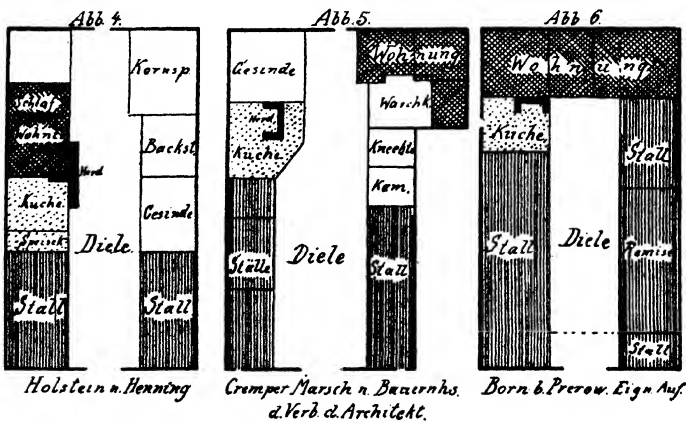 Abb. 4.
Kornsp.
Schlaf
Wohne
Backst.
Herd
Küche
Gesinde
Speisek
Diele.
Stall
Stall
Holstein n. Henning
Abb. 5.
Gesinde
Wohnung
Herd
Waschk.
Küche
Knechte
Kam.
Diele
Ställe
Stall
Cremper Marsch n. Bauernhs.
d. Verb. d. Architekt.
Abb 6.
Wohnung
Küche
Stall
Stall
Diele
Remise
Stall
Born b. Prerow. Eign. Auf.